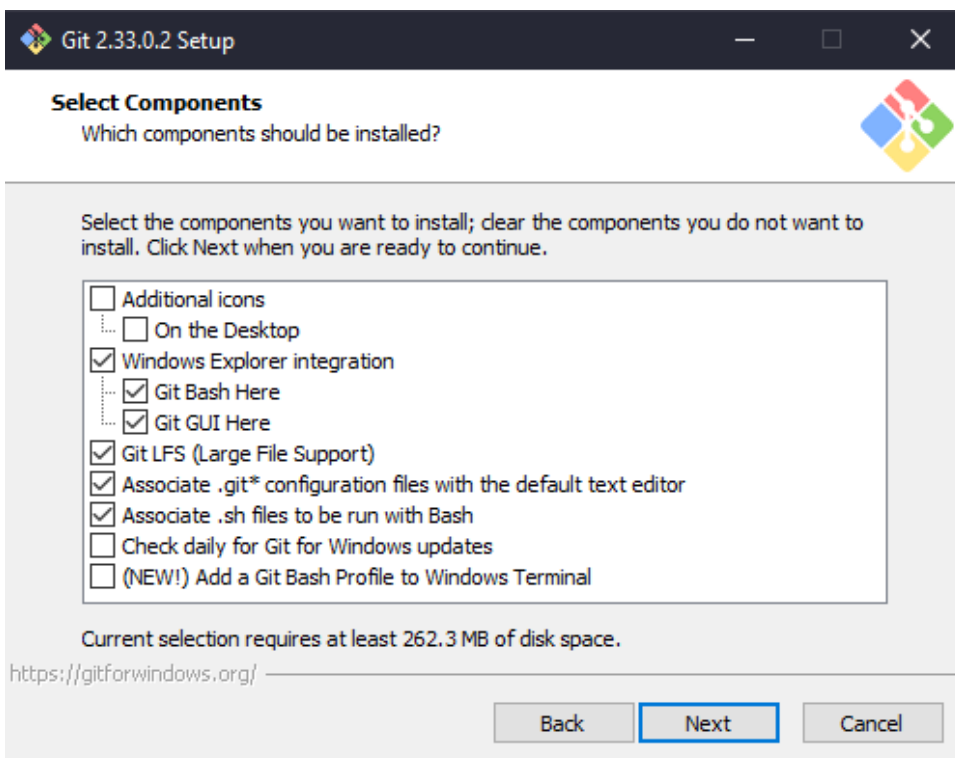 Git 2.33.0.2 Setup
Select Components
Which components should be installed?
Select the components you want to install; clear the components you do not want to
install. Click Next when you are ready to continue.
Additional icons
On the Desktop
Windows Explorer integration
Git Bash Here
Git GUI Here
Git LFS (Large File Support)
Associate .git* configuration files with the default text editor
Associate .sh files to be run with Bash
Check daily for Git for Windows updates
(NEW!) Add a Git Bash Profile to Windows Terminal
Current selection requires at least 262.3 MB of disk space.
https://gitforwindows.org/
Back Next Cancel